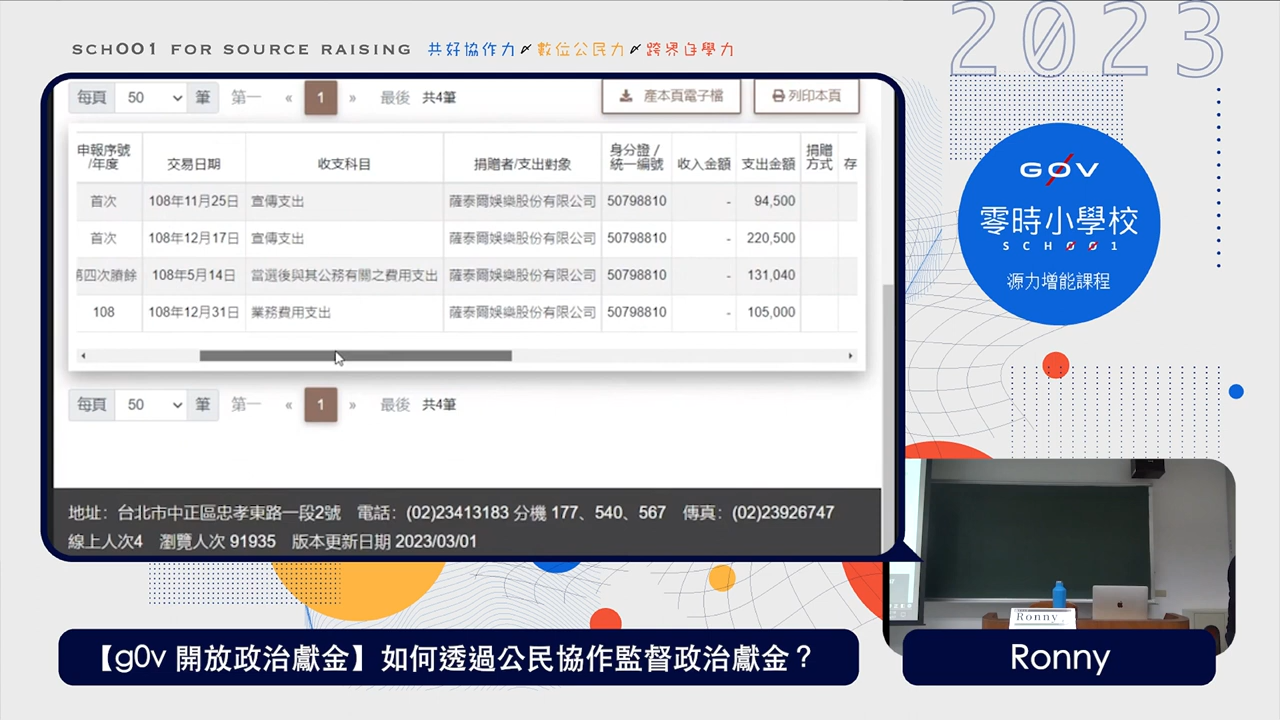 SCH001 FOR SOURCE RAISING 共好協作力 數位公民力 跨界自學力
2023
每頁 50 筆 第一 « 1 » 最後 共4筆 產本頁電子檔 列印本頁
申報序號/年度 交易日期 收支科目 捐贈者/支出對象 身分證/統一編號 收入金額 支出金額 捐贈方式 存
首次 108年11月25日 宣傳支出 薩泰爾娛樂股份有限公司 50798810 - 94,500
首次 108年12月17日 宣傳支出 薩泰爾娛樂股份有限公司 50798810 - 220,500
第四次賸餘 108年5月14日 當選後與其公務有關之費用支出 薩泰爾娛樂股份有限公司 50798810 - 131,040
108 108年12月31日 業務費用支出 薩泰爾娛樂股份有限公司 50798810 - 105,000
每頁 50 筆 第一 « 1 » 最後 共4筆
地址：台北市中正區忠孝東路一段2號 電話：(02)23413183 分機 177、540、567 傳真：(02)23926747
線上人次4 瀏覽人次 91935 版本更新日期 2023/03/01
G0V
零時小學校
SCH001
源力增能課程
Ronny
【g0v 開放政治獻金】如何透過公民協作監督政治獻金？
Ronny